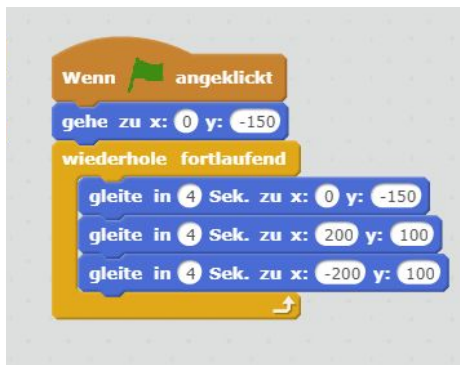 Wenn angeklickt
gehe zu x: 0 y: -150
wiederhole fortlaufend
gleite in 4 Sek. zu x: 0 y: -150
gleite in 4 Sek. zu x: 200 y: 100
gleite in 4 Sek. zu x: -200 y: 100